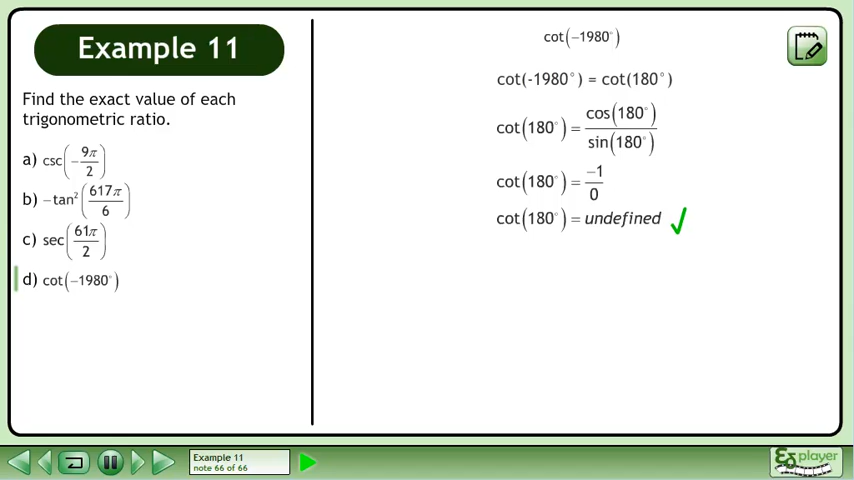 Example 11
Find the exact value of each
trigonometric ratio.
a) csc(−9π/2)
b) −tan²(617π/6)
c) sec(61π/2)
d) cot(−1980°)
cot(−1980°)
cot(-1980°) = cot(180°)
cot(180°) = cos(180°)/sin(180°)
cot(180°) = −1/0
cot(180°) = undefined
Example 11
note 66 of 66
player